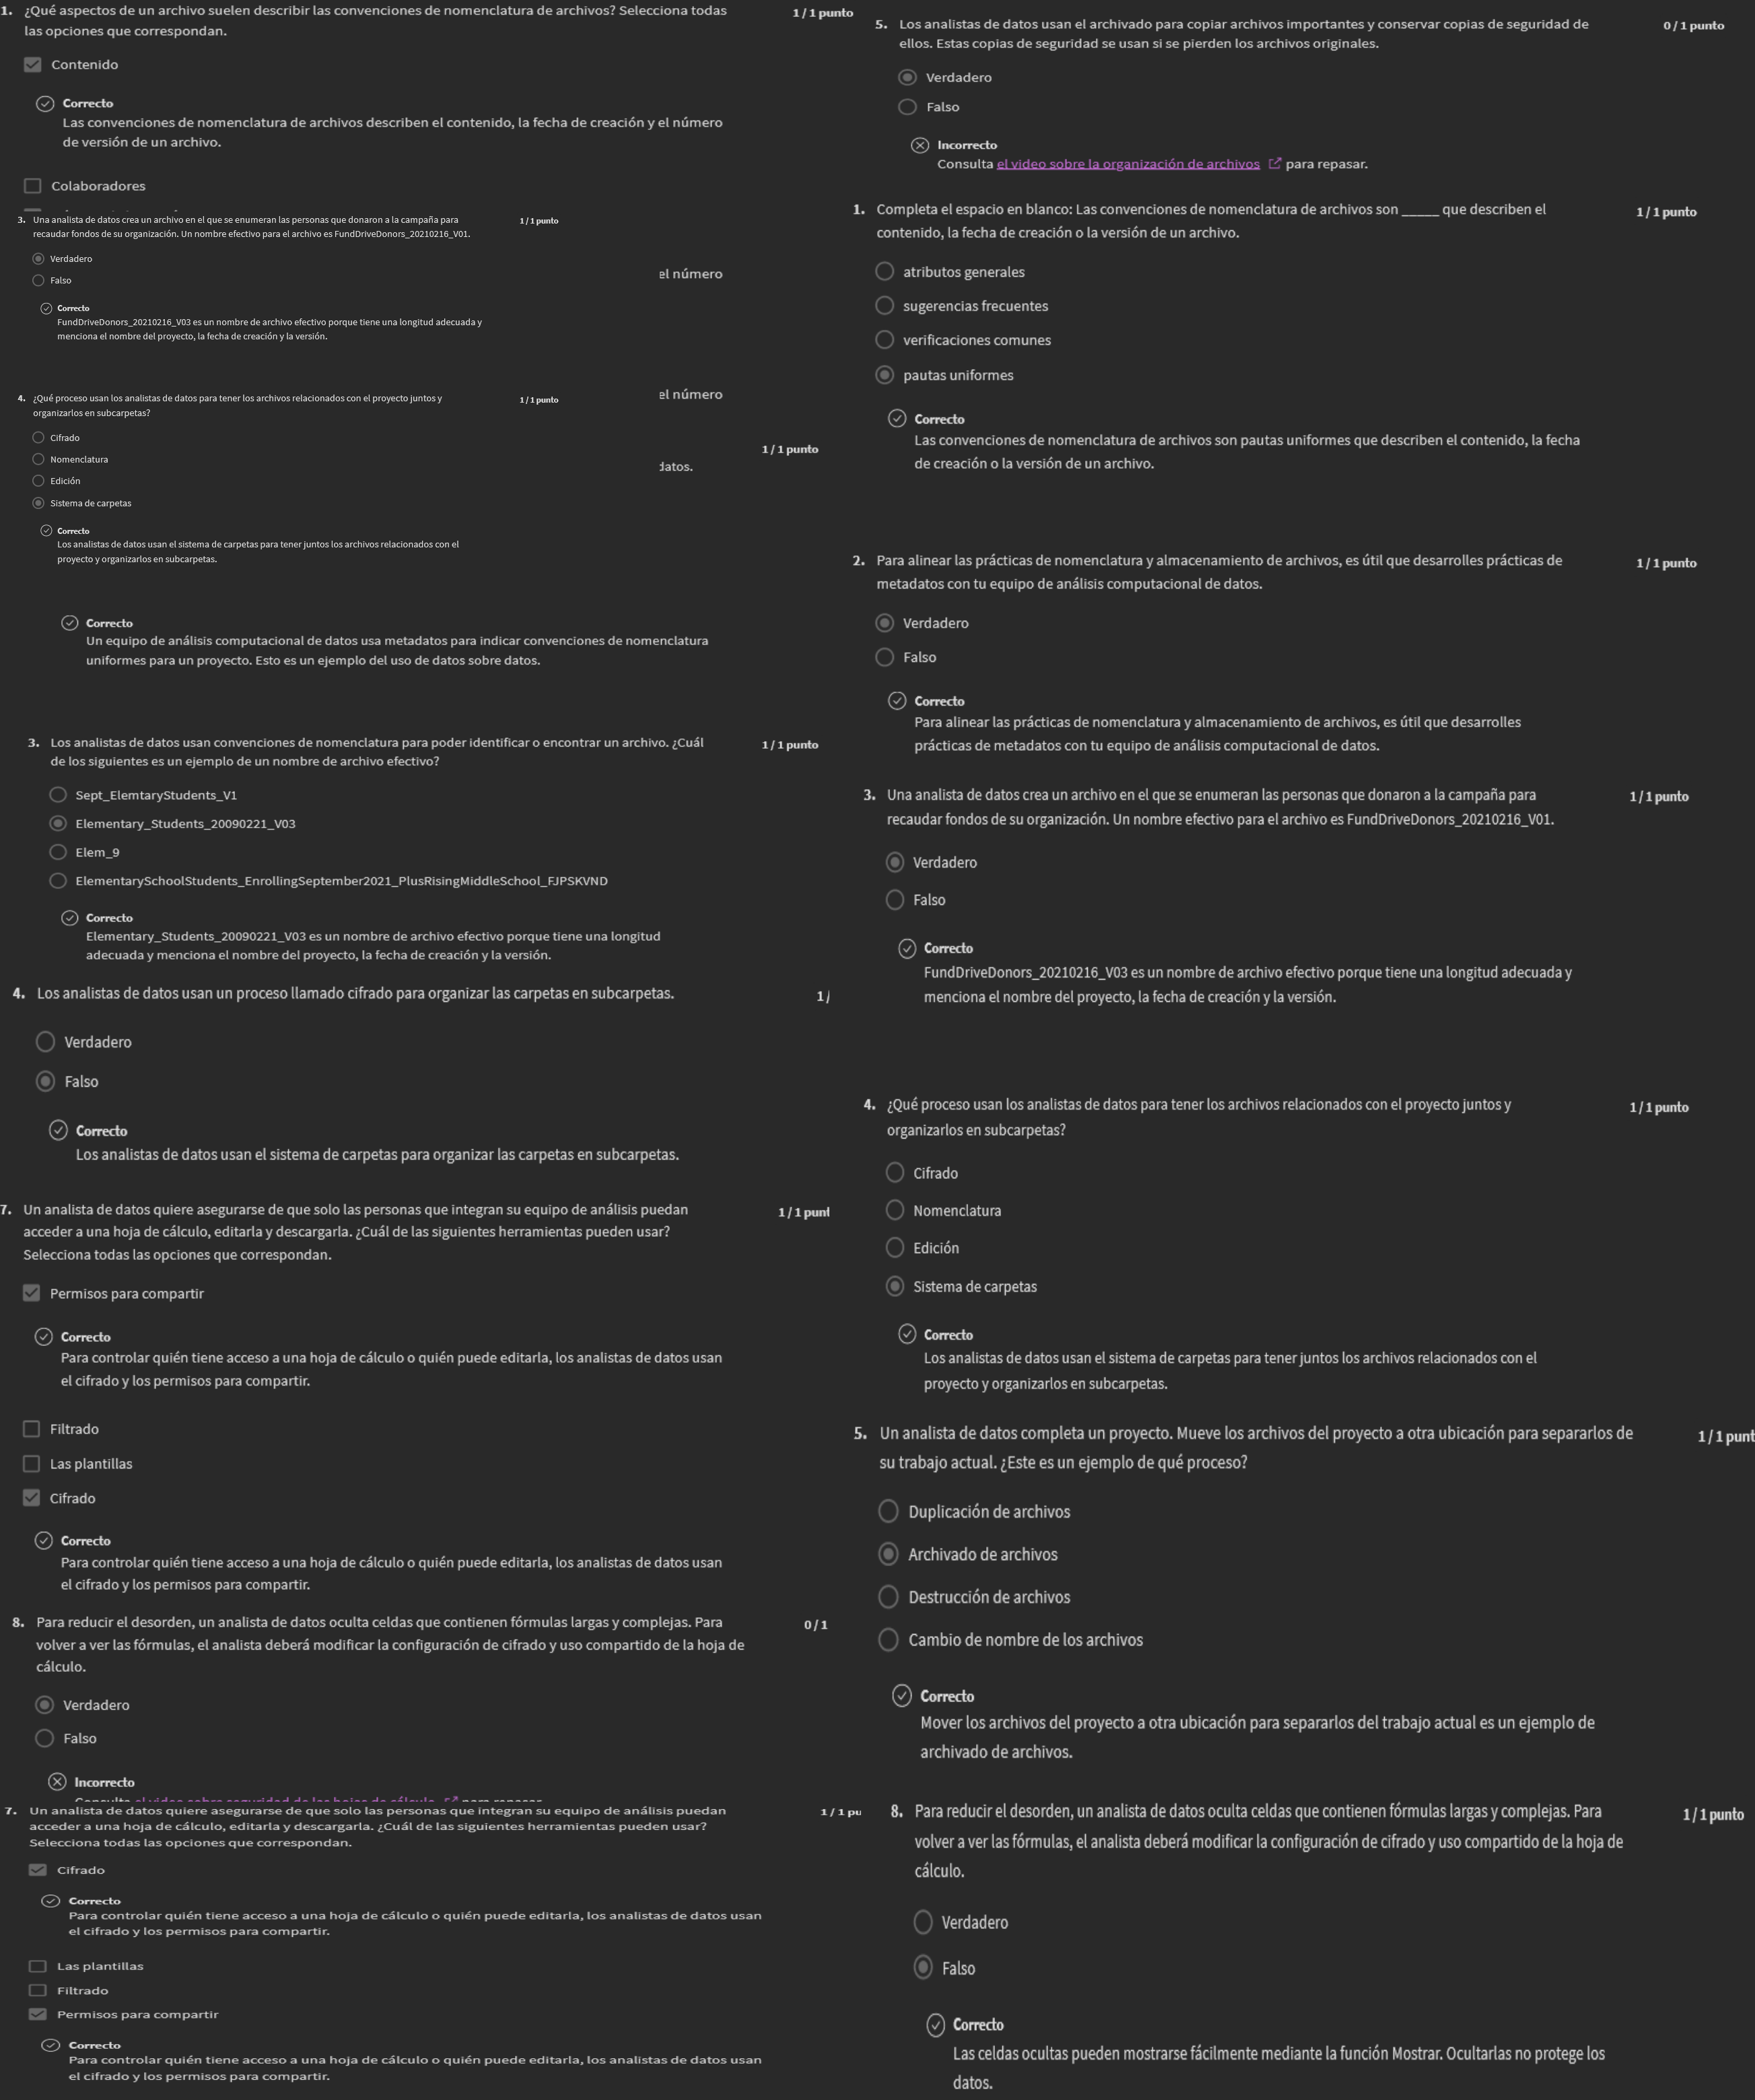 1. ¿Qué aspectos de un archivo suelen describir las convenciones de nomenclatura de archivos? Selecciona todas
las opciones que correspondan.
1 / 1 punto
Contenido
Correcto
Las convenciones de nomenclatura de archivos describen el contenido, la fecha de creación y el número
de versión de un archivo.
Colaboradores
3. Una analista de datos crea un archivo en el que se enumeran las personas que donaron a la campaña para
recaudar fondos de su organización. Un nombre efectivo para el archivo es FundDriveDonors_20210216_V01.
1 / 1 punto
Verdadero
Falso
el número
Correcto
FundDriveDonors_20210216_V03 es un nombre de archivo efectivo porque tiene una longitud adecuada y
menciona el nombre del proyecto, la fecha de creación y la versión.
el número
4. ¿Qué proceso usan los analistas de datos para tener los archivos relacionados con el proyecto juntos y
organizarlos en subcarpetas?
1 / 1 punto
Cifrado
Nomenclatura
1 / 1 punto
datos.
Edición
Sistema de carpetas
Correcto
Los analistas de datos usan el sistema de carpetas para tener juntos los archivos relacionados con el
proyecto y organizarlos en subcarpetas.
Correcto
Un equipo de análisis computacional de datos usa metadatos para indicar convenciones de nomenclatura
uniformes para un proyecto. Esto es un ejemplo del uso de datos sobre datos.
3. Los analistas de datos usan convenciones de nomenclatura para poder identificar o encontrar un archivo. ¿Cuál
de los siguientes es un ejemplo de un nombre de archivo efectivo?
1 / 1 punto
Sept_ElemtaryStudents_V1
Elementary_Students_20090221_V03
Elem_9
ElementarySchoolStudents_EnrollingSeptember2021_PlusRisingMiddleSchool_FJPSKVND
Correcto
Elementary_Students_20090221_V03 es un nombre de archivo efectivo porque tiene una longitud
adecuada y menciona el nombre del proyecto, la fecha de creación y la versión.
4. Los analistas de datos usan un proceso llamado cifrado para organizar las carpetas en subcarpetas.
1 /
Verdadero
Falso
Correcto
Los analistas de datos usan el sistema de carpetas para organizar las carpetas en subcarpetas.
7. Un analista de datos quiere asegurarse de que solo las personas que integran su equipo de análisis puedan
acceder a una hoja de cálculo, editarla y descargarla. ¿Cuál de las siguientes herramientas pueden usar?
Selecciona todas las opciones que correspondan.
1 / 1 punt
Permisos para compartir
Correcto
Para controlar quién tiene acceso a una hoja de cálculo o quién puede editarla, los analistas de datos usan
el cifrado y los permisos para compartir.
Filtrado
Las plantillas
Cifrado
Correcto
Para controlar quién tiene acceso a una hoja de cálculo o quién puede editarla, los analistas de datos usan
el cifrado y los permisos para compartir.
8. Para reducir el desorden, un analista de datos oculta celdas que contienen fórmulas largas y complejas. Para
volver a ver las fórmulas, el analista deberá modificar la configuración de cifrado y uso compartido de la hoja de
cálculo.
0 / 1
Verdadero
Falso
Incorrecto
Consulta el video sobre seguridad de las hojas de cálculo para repasar.
7. Un analista de datos quiere asegurarse de que solo las personas que integran su equipo de análisis puedan
acceder a una hoja de cálculo, editarla y descargarla. ¿Cuál de las siguientes herramientas pueden usar?
Selecciona todas las opciones que correspondan.
1 / 1 pu
Cifrado
Correcto
Para controlar quién tiene acceso a una hoja de cálculo o quién puede editarla, los analistas de datos usan
el cifrado y los permisos para compartir.
Las plantillas
Filtrado
Permisos para compartir
Correcto
Para controlar quién tiene acceso a una hoja de cálculo o quién puede editarla, los analistas de datos usan
el cifrado y los permisos para compartir.
5. Los analistas de datos usan el archivado para copiar archivos importantes y conservar copias de seguridad de
ellos. Estas copias de seguridad se usan si se pierden los archivos originales.
0 / 1 punto
Verdadero
Falso
Incorrecto
Consulta el video sobre la organización de archivos para repasar.
1. Completa el espacio en blanco: Las convenciones de nomenclatura de archivos son _____ que describen el
contenido, la fecha de creación o la versión de un archivo.
1 / 1 punto
atributos generales
sugerencias frecuentes
verificaciones comunes
pautas uniformes
Correcto
Las convenciones de nomenclatura de archivos son pautas uniformes que describen el contenido, la fecha
de creación o la versión de un archivo.
2. Para alinear las prácticas de nomenclatura y almacenamiento de archivos, es útil que desarrolles prácticas de
metadatos con tu equipo de análisis computacional de datos.
1 / 1 punto
Verdadero
Falso
Correcto
Para alinear las prácticas de nomenclatura y almacenamiento de archivos, es útil que desarrolles
prácticas de metadatos con tu equipo de análisis computacional de datos.
3. Una analista de datos crea un archivo en el que se enumeran las personas que donaron a la campaña para
recaudar fondos de su organización. Un nombre efectivo para el archivo es FundDriveDonors_20210216_V01.
1 / 1 punto
Verdadero
Falso
Correcto
FundDriveDonors_20210216_V03 es un nombre de archivo efectivo porque tiene una longitud adecuada y
menciona el nombre del proyecto, la fecha de creación y la versión.
4. ¿Qué proceso usan los analistas de datos para tener los archivos relacionados con el proyecto juntos y
organizarlos en subcarpetas?
1 / 1 punto
Cifrado
Nomenclatura
Edición
Sistema de carpetas
Correcto
Los analistas de datos usan el sistema de carpetas para tener juntos los archivos relacionados con el
proyecto y organizarlos en subcarpetas.
5. Un analista de datos completa un proyecto. Mueve los archivos del proyecto a otra ubicación para separarlos de
su trabajo actual. ¿Este es un ejemplo de qué proceso?
1 / 1 punt
Duplicación de archivos
Archivado de archivos
Destrucción de archivos
Cambio de nombre de los archivos
Correcto
Mover los archivos del proyecto a otra ubicación para separarlos del trabajo actual es un ejemplo de
archivado de archivos.
8. Para reducir el desorden, un analista de datos oculta celdas que contienen fórmulas largas y complejas. Para
volver a ver las fórmulas, el analista deberá modificar la configuración de cifrado y uso compartido de la hoja de
cálculo.
1 / 1 punto
Verdadero
Falso
Correcto
Las celdas ocultas pueden mostrarse fácilmente mediante la función Mostrar. Ocultarlas no protege los
datos.